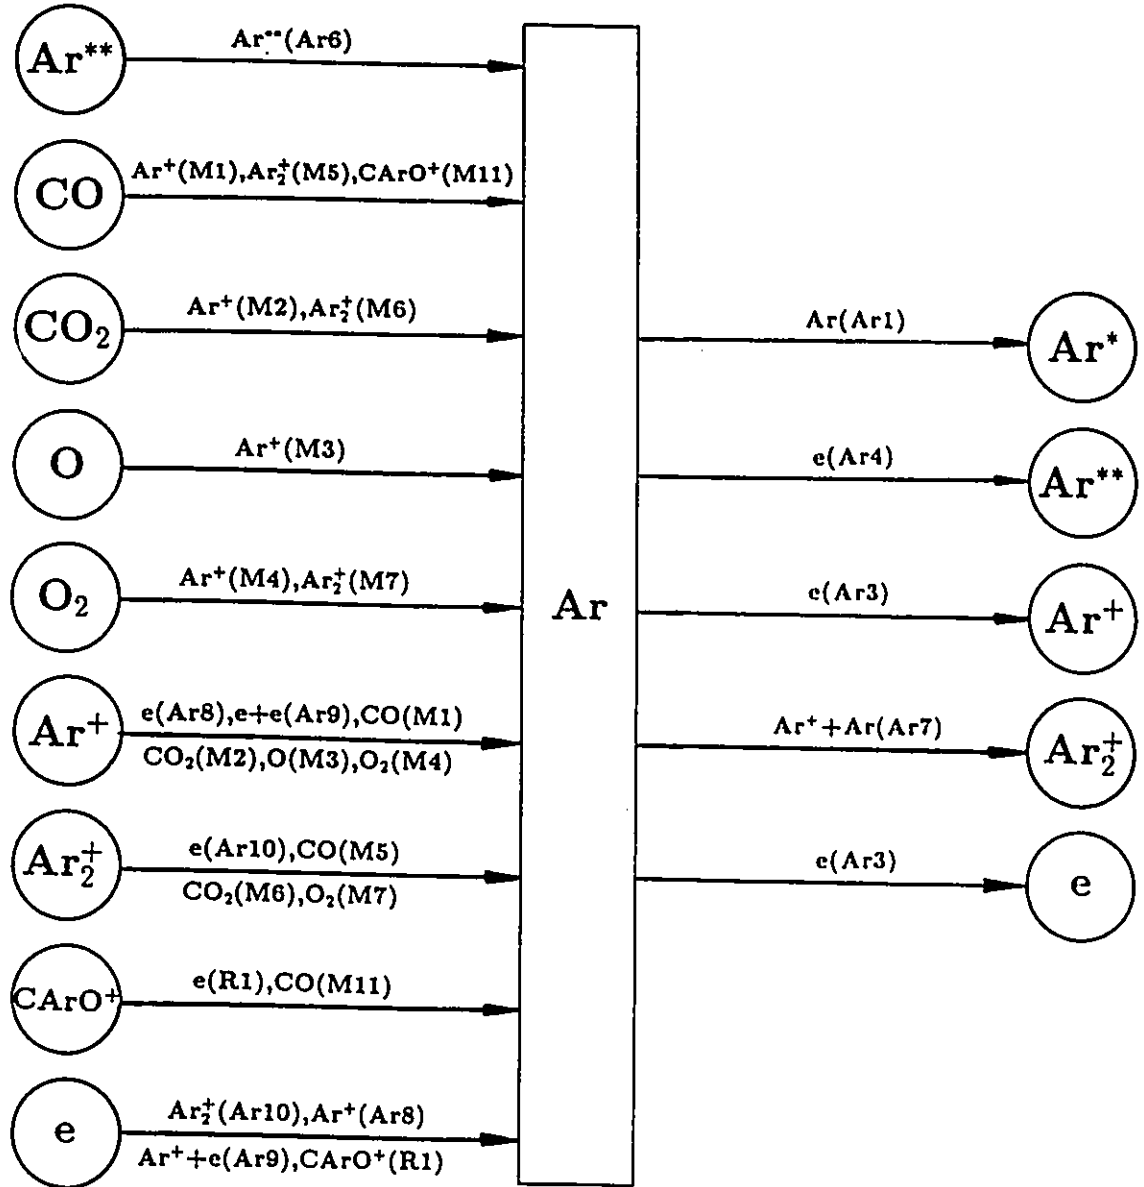 Ar** Ar**(Ar6)
CO Ar⁺(M1),Ar₂⁺(M5),CArO⁺(M11)
CO₂ Ar⁺(M2),Ar₂⁺(M6)
O Ar⁺(M3)
O₂ Ar⁺(M4),Ar₂⁺(M7)
Ar⁺ e(Ar8),e+e(Ar9),CO(M1)
CO₂(M2),O(M3),O₂(M4)
Ar₂⁺ e(Ar10),CO(M5)
CO₂(M6),O₂(M7)
CArO⁺ e(R1),CO(M11)
e Ar₂⁺(Ar10),Ar⁺(Ar8)
Ar⁺+e(Ar9),CArO⁺(R1)
Ar
Ar(Ar1) Ar*
e(Ar4) Ar**
e(Ar3) Ar⁺
Ar⁺+Ar(Ar7) Ar₂⁺
e(Ar3) e